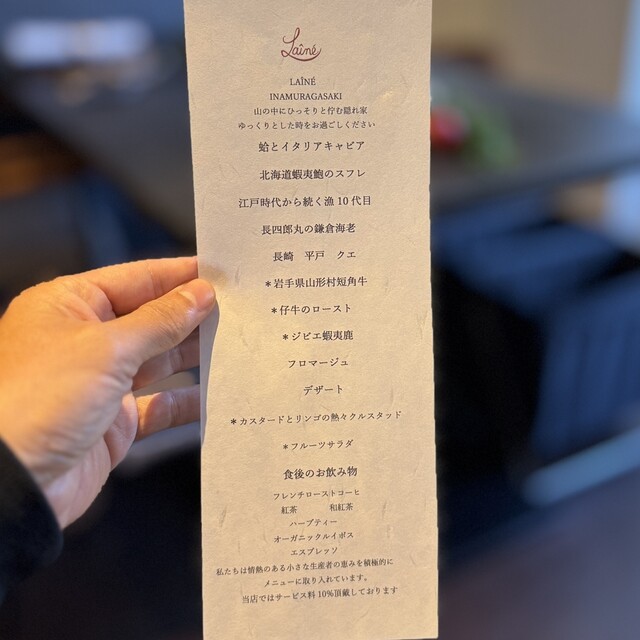 Laîné
LAÎNÉ
INAMURAGASAKI
山の中にひっそりと佇む隠れ家
ゆっくりとした時をお過ごしください
蛤とイタリアキャビア
北海道蝦夷鮑のスフレ
江戸時代から続く漁10代目
長四郎丸の鎌倉海老
長崎 平戸 クエ
*岩手県山形村短角牛
*仔牛のロースト
*ジビエ蝦夷鹿
フロマージュ
デザート
*カスタードとリンゴの熱々クルスタッド
*フルーツサラダ
食後のお飲み物
フレンチローストコーヒ
紅茶 和紅茶
ハーブティー
オーガニックルイボス
エスプレッソ
私たちは情熱のある小さな生産者の恵みを積極的に
メニューに取り入れています。
当店ではサービス料10%頂戴しております